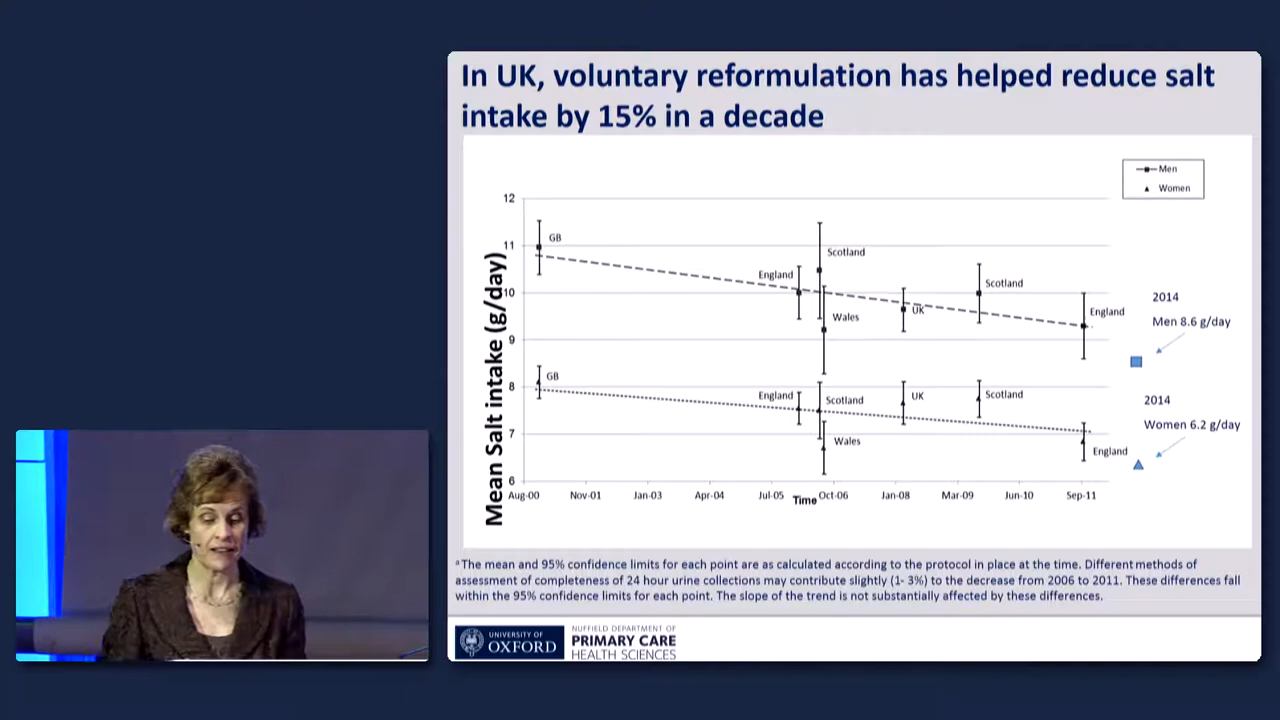 In UK, voluntary reformulation has helped reduce salt
intake by 15% in a decade
Men
Women
Mean Salt intake (g/day)
12
11
10
9
8
7
6
GB
England
Scotland
Wales
UK
Scotland
England
GB
England
Scotland
Wales
UK
Scotland
England
2014
Men 8.6 g/day
2014
Women 6.2 g/day
Aug-00 Nov-01 Jan-03 Apr-04 Jul-05 Oct-06 Jan-08 Mar-09 Jun-10 Sep-11
Time
a The mean and 95% confidence limits for each point are as calculated according to the protocol in place at the time. Different methods of
assessment of completeness of 24 hour urine collections may contribute slightly (1- 3%) to the decrease from 2006 to 2011. These differences fall
within the 95% confidence limits for each point. The slope of the trend is not substantially affected by these differences.
UNIVERSITY OF
OXFORD
NUFFIELD DEPARTMENT OF
PRIMARY CARE
HEALTH SCIENCES